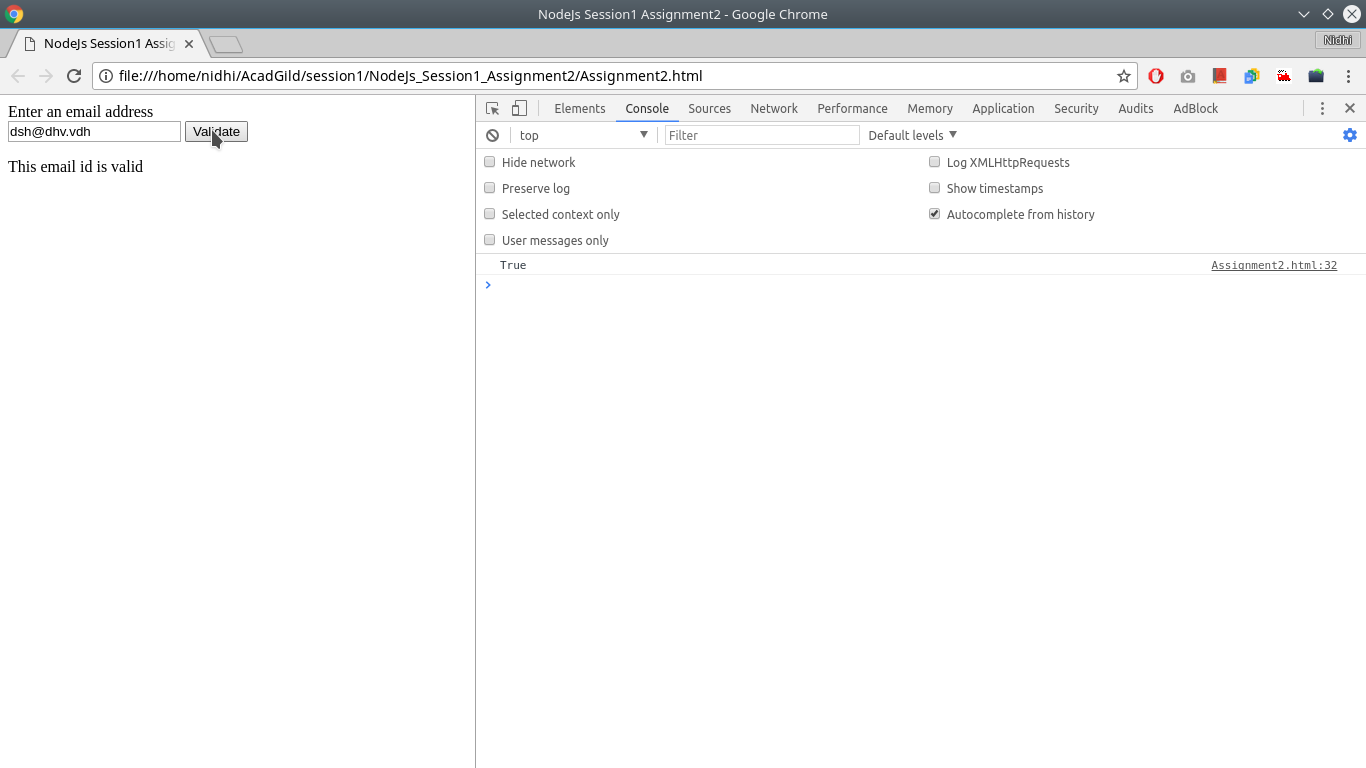 NodeJs Session1 Assignment2 - Google Chrome
NodeJs Session1 Assig
Nidhi
file:///home/nidhi/AcadGild/session1/NodeJs_Session1_Assignment2/Assignment2.html
Enter an email address
dsh@dhv.vdh Validate
This email id is valid
Elements Console Sources Network Performance Memory Application Security Audits AdBlock
top Filter Default levels
Hide network Log XMLHttpRequests
Preserve log Show timestamps
Selected context only Autocomplete from history
User messages only
True Assignment2.html:32